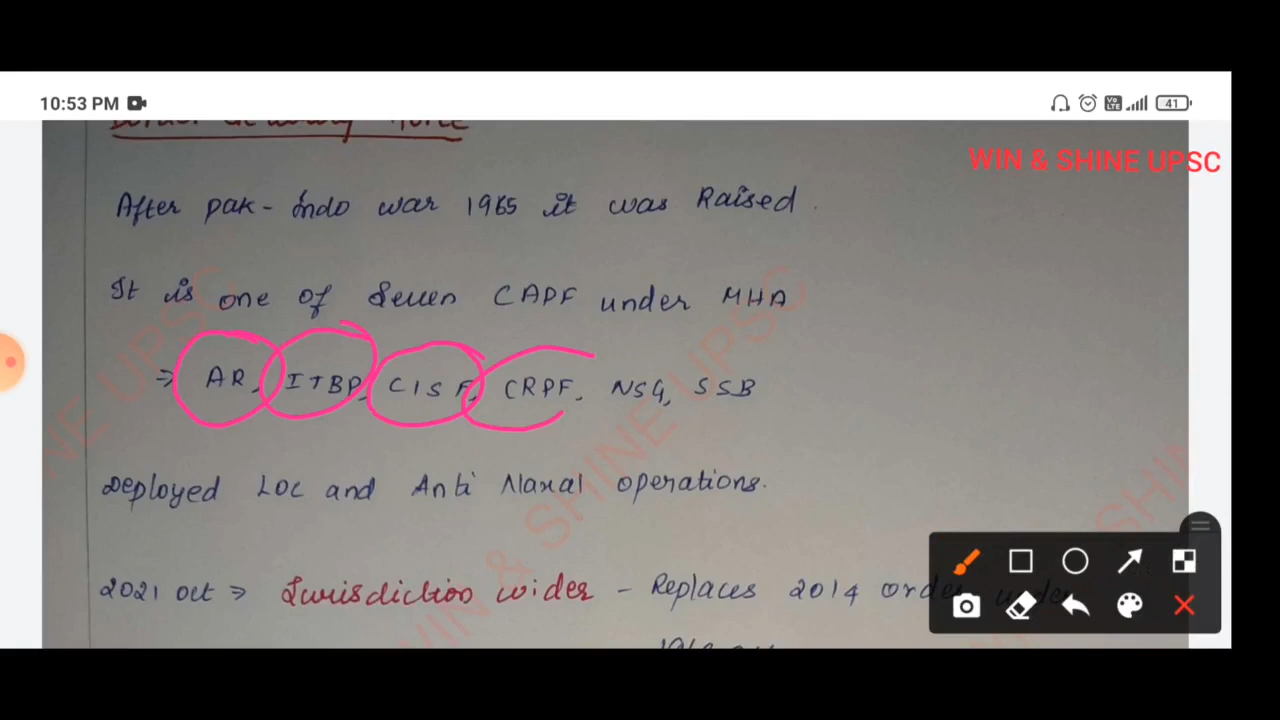 10:53 PM
41
WIN & SHINE UPSC
After pak - Indo war 1965 it was Raised.
It is one of Seven CAPF under MHA
⇒ AR, ITBP, CISF, CRPF, NSG, SSB
Deployed LOC and Anti Naxal operations.
2021 oct ⇒ Jurisdiction wider - Replaces 2014 order under